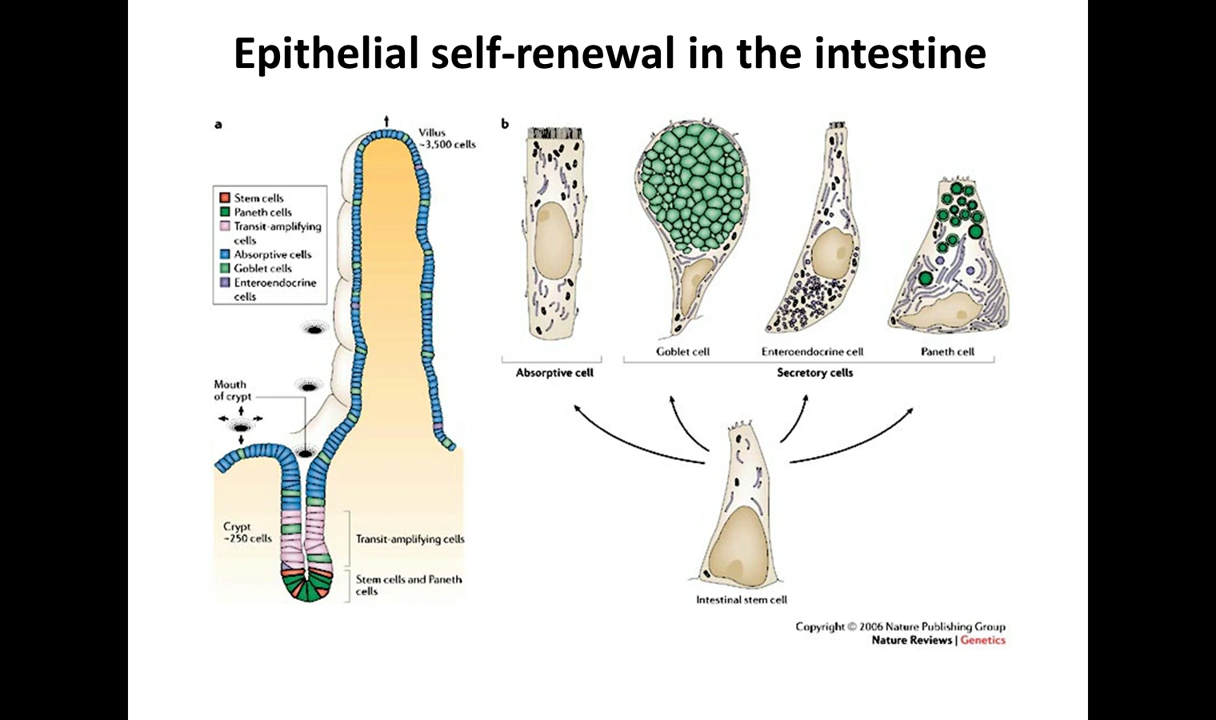 Epithelial self-renewal in the intestine
a
Villus
~3,500 cells
Stem cells
Paneth cells
Transit-amplifying
cells
Absorptive cells
Goblet cells
Enteroendocrine
cells
Mouth
of crypt
Crypt
~250 cells
Transit-amplifying cells
Stem cells and Paneth
cells
b
Goblet cell
Enteroendocrine cell
Paneth cell
Absorptive cell
Secretory cells
Intestinal stem cell
Copyright © 2006 Nature Publishing Group
Nature Reviews | Genetics